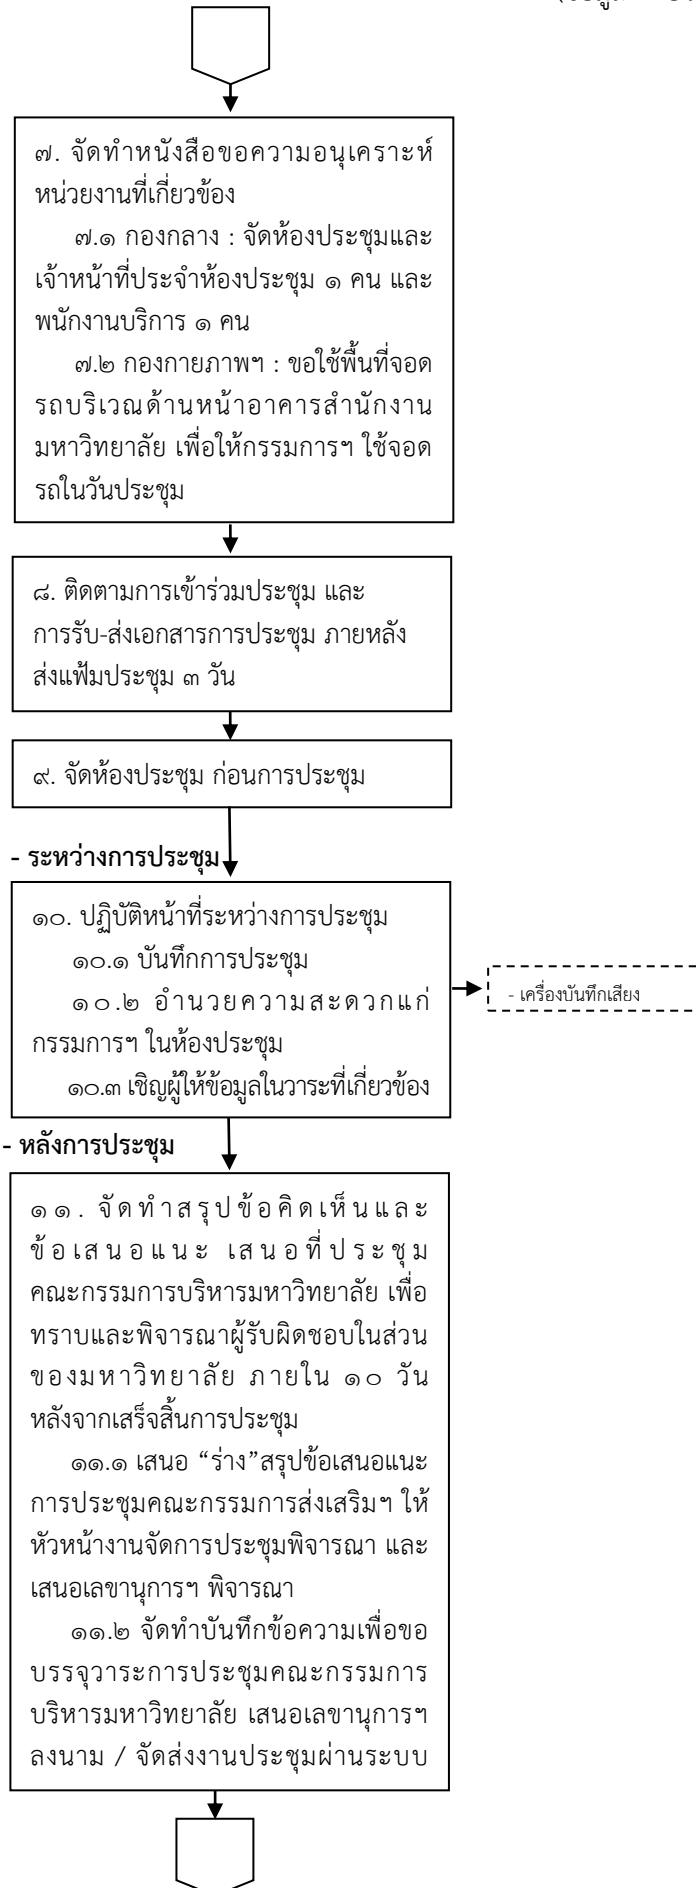 ๗. จัดทำหนังสือขอความอนุเคราะห์
หน่วยงานที่เกี่ยวข้อง
๗.๑ กองกลาง : จัดห้องประชุมและ
เจ้าหน้าที่ประจำห้องประชุม ๑ คน และ
พนักงานบริการ ๑ คน
๗.๒ กองกายภาพฯ : ขอใช้พื้นที่จอด
รถบริเวณด้านหน้าอาคารสำนักงาน
มหาวิทยาลัย เพื่อให้กรรมการฯ ใช้จอด
รถในวันประชุม
๘. ติดตามการเข้าร่วมประชุม และ
การรับ-ส่งเอกสารการประชุม ภายหลัง
ส่งแฟ้มประชุม ๓ วัน
๙. จัดห้องประชุม ก่อนการประชุม
- ระหว่างการประชุม
๑๐. ปฏิบัติหน้าที่ระหว่างการประชุม
๑๐.๑ บันทึกการประชุม
๑๐.๒ อำนวยความสะดวกแก่
กรรมการฯ ในห้องประชุม
๑๐.๓ เชิญผู้ให้ข้อมูลในวาระที่เกี่ยวข้อง
- เครื่องบันทึกเสียง
- หลังการประชุม
๑๑. จัดทำสรุปข้อคิดเห็นและ
ข้อเสนอแนะ เสนอที่ประชุม
คณะกรรมการบริหารมหาวิทยาลัย เพื่อ
ทราบและพิจารณาผู้รับผิดชอบในส่วน
ของมหาวิทยาลัย ภายใน ๑๐ วัน
หลังจากเสร็จสิ้นการประชุม
๑๑.๑ เสนอ “ร่าง”สรุปข้อเสนอแนะ
การประชุมคณะกรรมการส่งเสริมฯ ให้
หัวหน้างานจัดการประชุมพิจารณา และ
เสนอเลขานุการฯ พิจารณา
๑๑.๒ จัดทำบันทึกข้อความเพื่อขอ
บรรจุวาระการประชุมคณะกรรมการ
บริหารมหาวิทยาลัย เสนอเลขานุการฯ
ลงนาม / จัดส่งงานประชุมผ่านระบบ